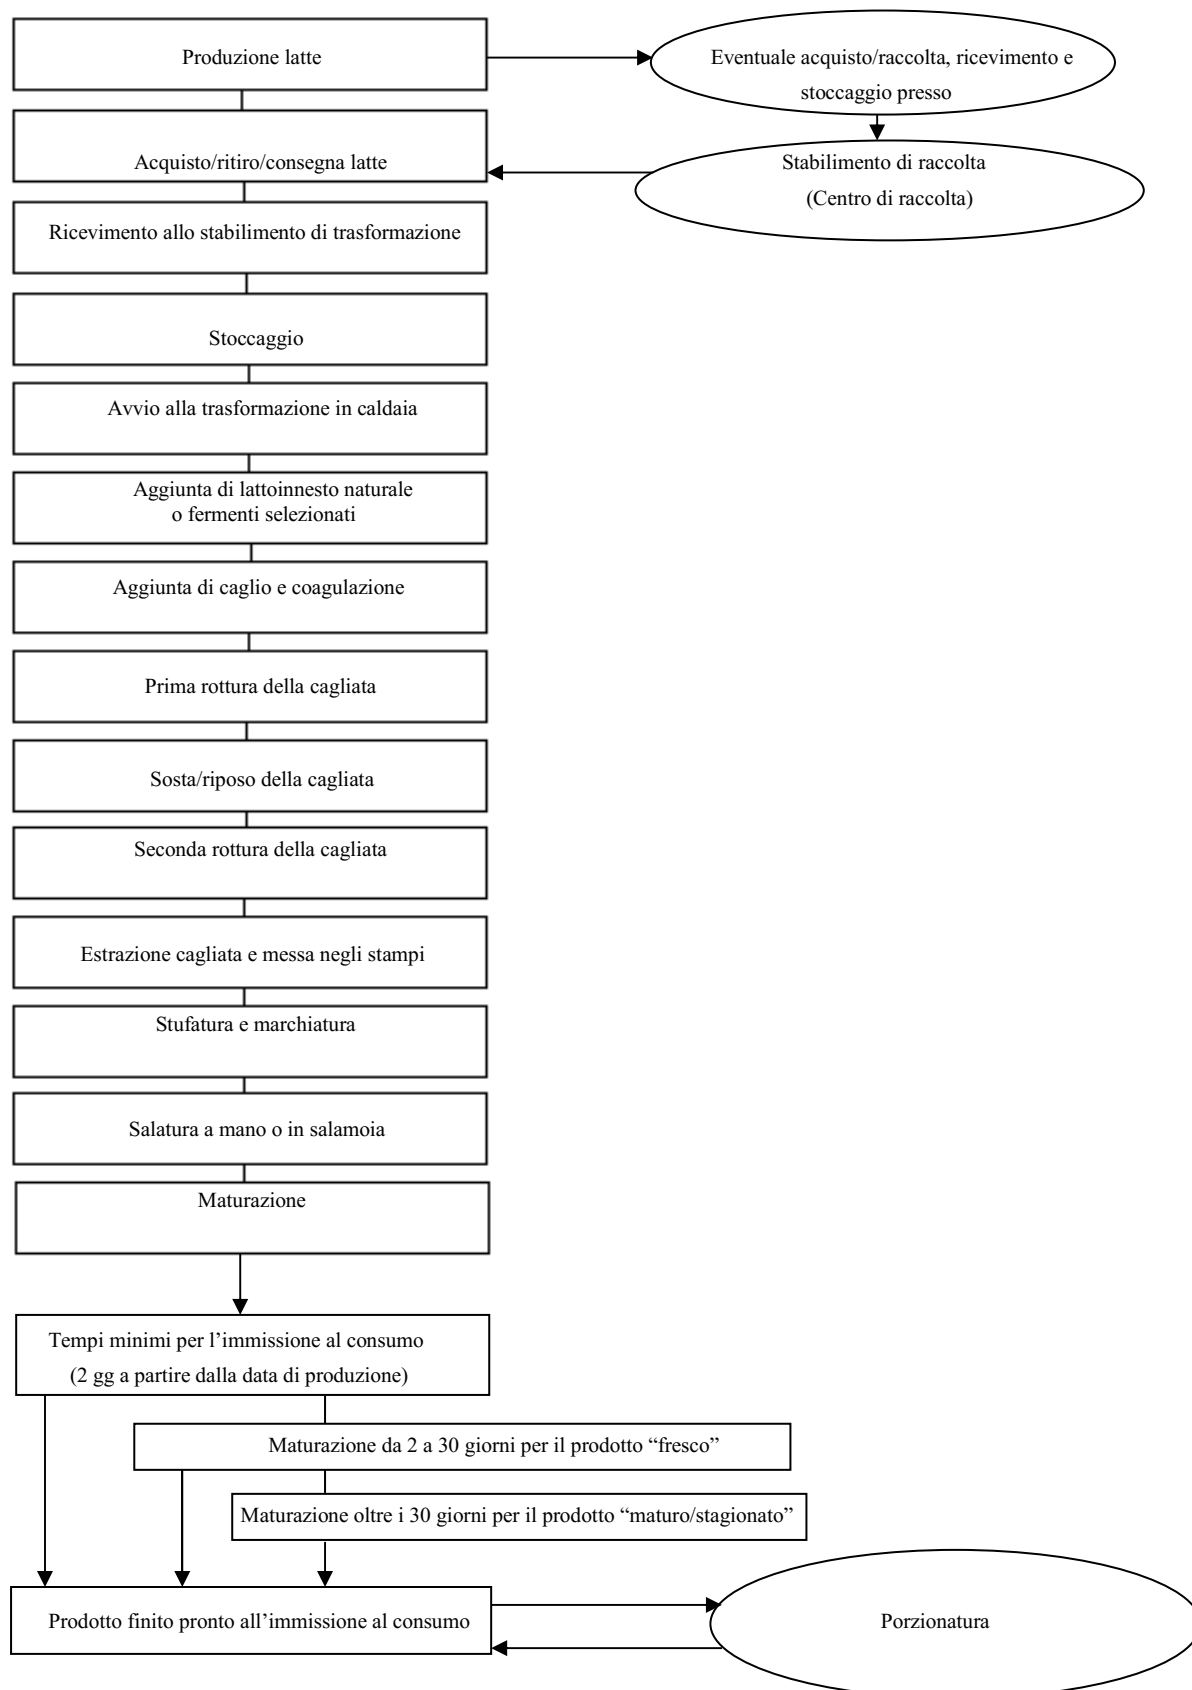 Produzione latte
Eventuale acquisto/raccolta, ricevimento e
stoccaggio presso
Acquisto/ritiro/consegna latte
Stabilimento di raccolta
(Centro di raccolta)
Ricevimento allo stabilimento di trasformazione
Stoccaggio
Avvio alla trasformazione in caldaia
Aggiunta di lattoinnesto naturale
o fermenti selezionati
Aggiunta di caglio e coagulazione
Prima rottura della cagliata
Sosta/riposo della cagliata
Seconda rottura della cagliata
Estrazione cagliata e messa negli stampi
Stufatura e marchiatura
Salatura a mano o in salamoia
Maturazione
Tempi minimi per l’immissione al consumo
(2 gg a partire dalla data di produzione)
Maturazione da 2 a 30 giorni per il prodotto “fresco”
Maturazione oltre i 30 giorni per il prodotto “maturo/stagionato”
Prodotto finito pronto all’immissione al consumo
Porzionatura